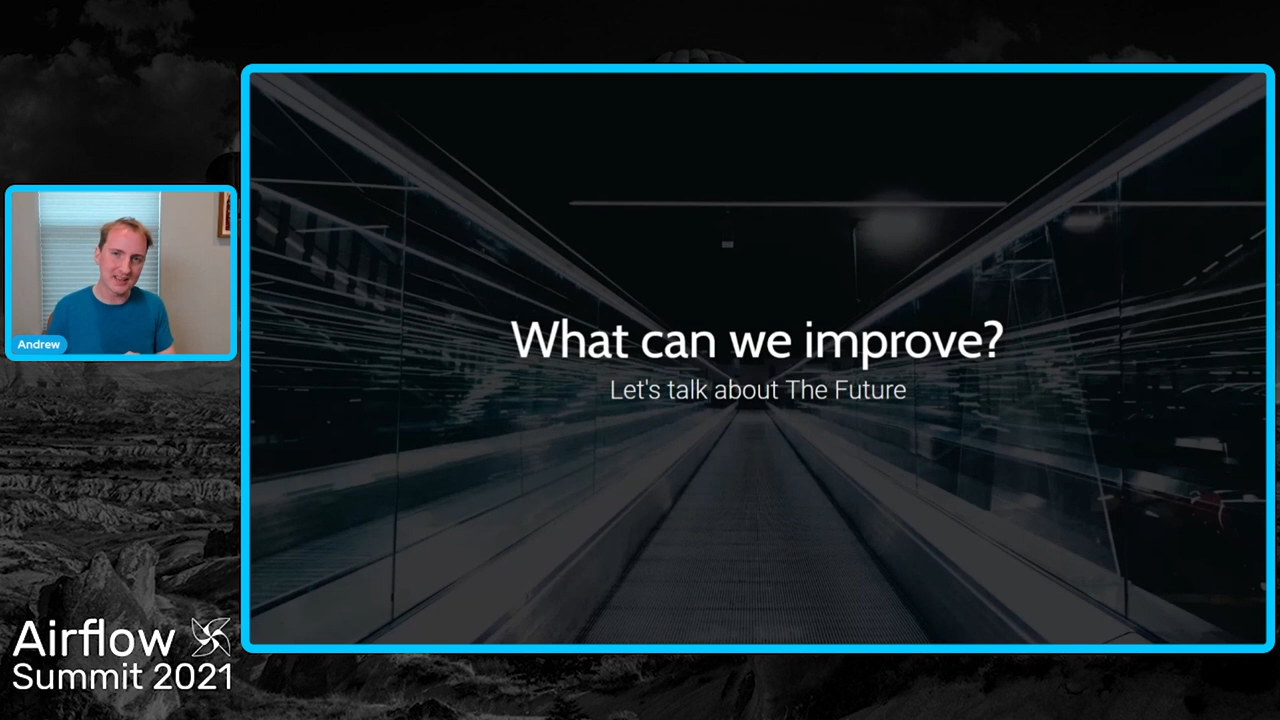 What can we improve?
Let's talk about The Future
Andrew
Airflow
Summit 2021